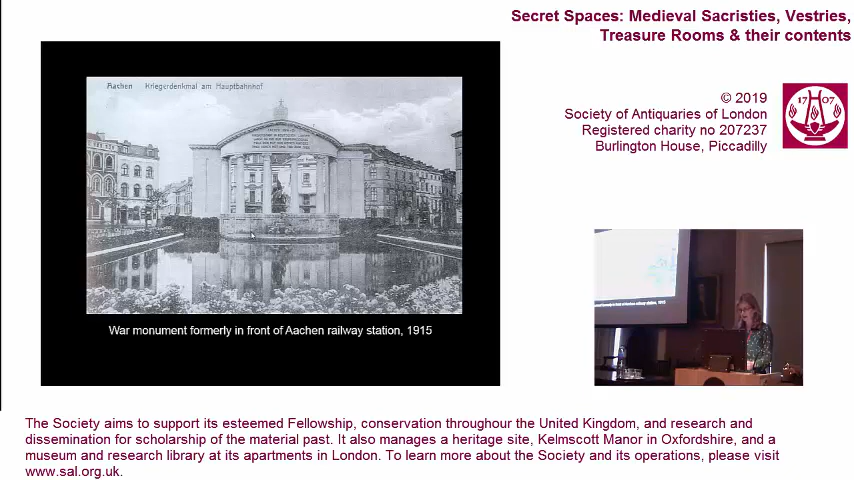 Secret Spaces: Medieval Sacristies, Vestries,
Treasure Rooms & their contents
Aachen Kriegerdenkmal am Hauptbahnhof
© 2019
Society of Antiquaries of London
Registered charity no 207237
Burlington House, Piccadilly
17 07
War monument formerly in front of Aachen railway station, 1915
The Society aims to support its esteemed Fellowship, conservation throughour the United Kingdom, and research and
dissemination for scholarship of the material past. It also manages a heritage site, Kelmscott Manor in Oxfordshire, and a
museum and research library at its apartments in London. To learn more about the Society and its operations, please visit
www.sal.org.uk.